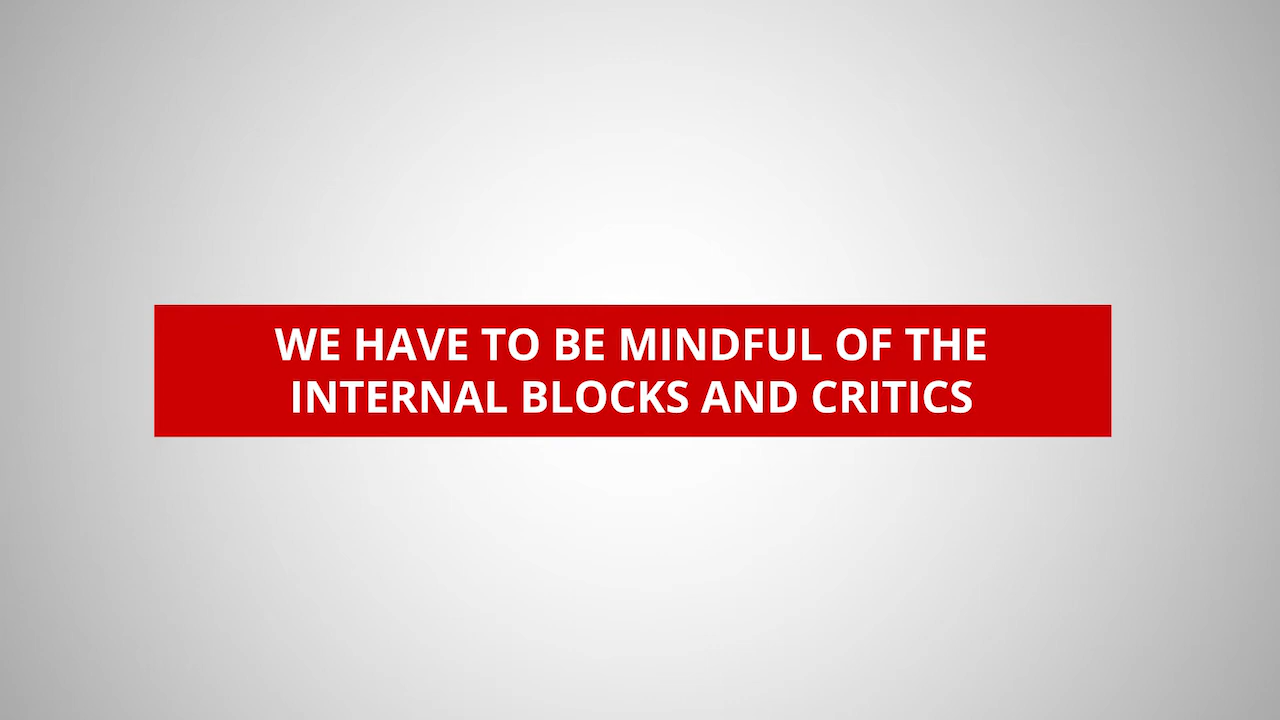 WE HAVE TO BE MINDFUL OF THE
INTERNAL BLOCKS AND CRITICS